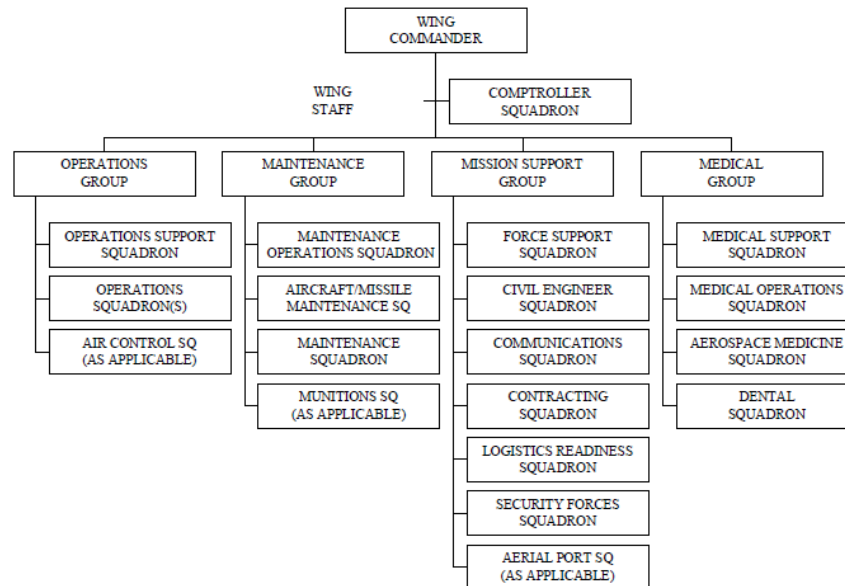 WING
COMMANDER
WING
STAFF
COMPTROLLER
SQUADRON
OPERATIONS
GROUP
MAINTENANCE
GROUP
MISSION SUPPORT
GROUP
MEDICAL
GROUP
OPERATIONS SUPPORT
SQUADRON
OPERATIONS
SQUADRON(S)
AIR CONTROL SQ
(AS APPLICABLE)
MAINTENANCE
OPERATIONS SQUADRON
AIRCRAFT/MISSILE
MAINTENANCE SQ
MAINTENANCE
SQUADRON
MUNITIONS SQ
(AS APPLICABLE)
FORCE SUPPORT
SQUADRON
CIVIL ENGINEER
SQUADRON
COMMUNICATIONS
SQUADRON
CONTRACTING
SQUADRON
LOGISTICS READINESS
SQUADRON
SECURITY FORCES
SQUADRON
AERIAL PORT SQ
(AS APPLICABLE)
MEDICAL SUPPORT
SQUADRON
MEDICAL OPERATIONS
SQUADRON
AEROSPACE MEDICINE
SQUADRON
DENTAL
SQUADRON